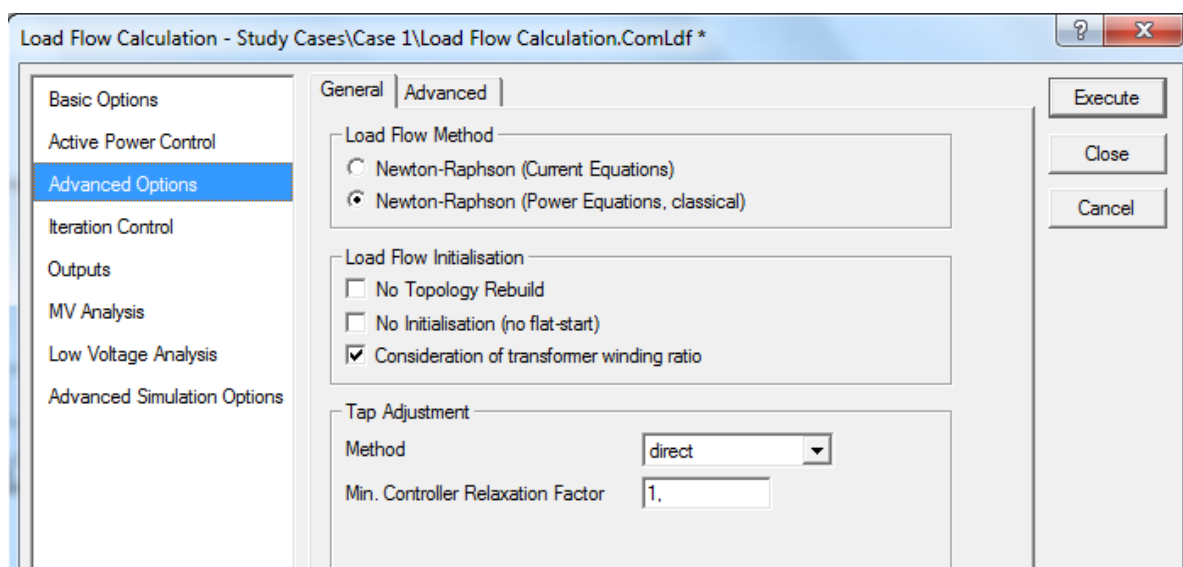 Load Flow Calculation - Study Cases\Case 1\Load Flow Calculation.ComLdf *
?
X
Basic Options
Active Power Control
Advanced Options
Iteration Control
Outputs
MV Analysis
Low Voltage Analysis
Advanced Simulation Options
General
Advanced
Load Flow Method
Newton-Raphson (Current Equations)
Newton-Raphson (Power Equations, classical)
Load Flow Initialisation
No Topology Rebuild
No Initialisation (no flat-start)
Consideration of transformer winding ratio
Tap Adjustment
Method
direct
Min. Controller Relaxation Factor
1,
Execute
Close
Cancel